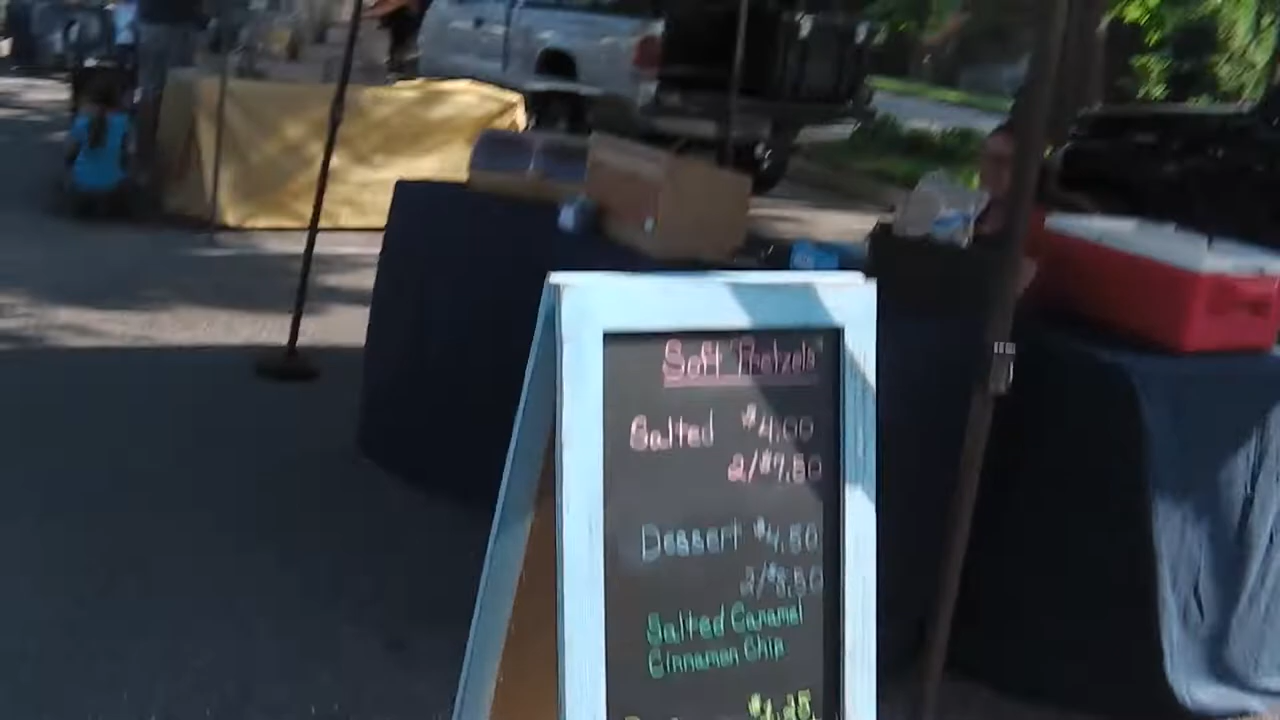 Soft Pretzels
Salted $4.00
2/$7.50
Dessert $4.50
2/$8.50
Salted Caramel
Cinnamon Chip